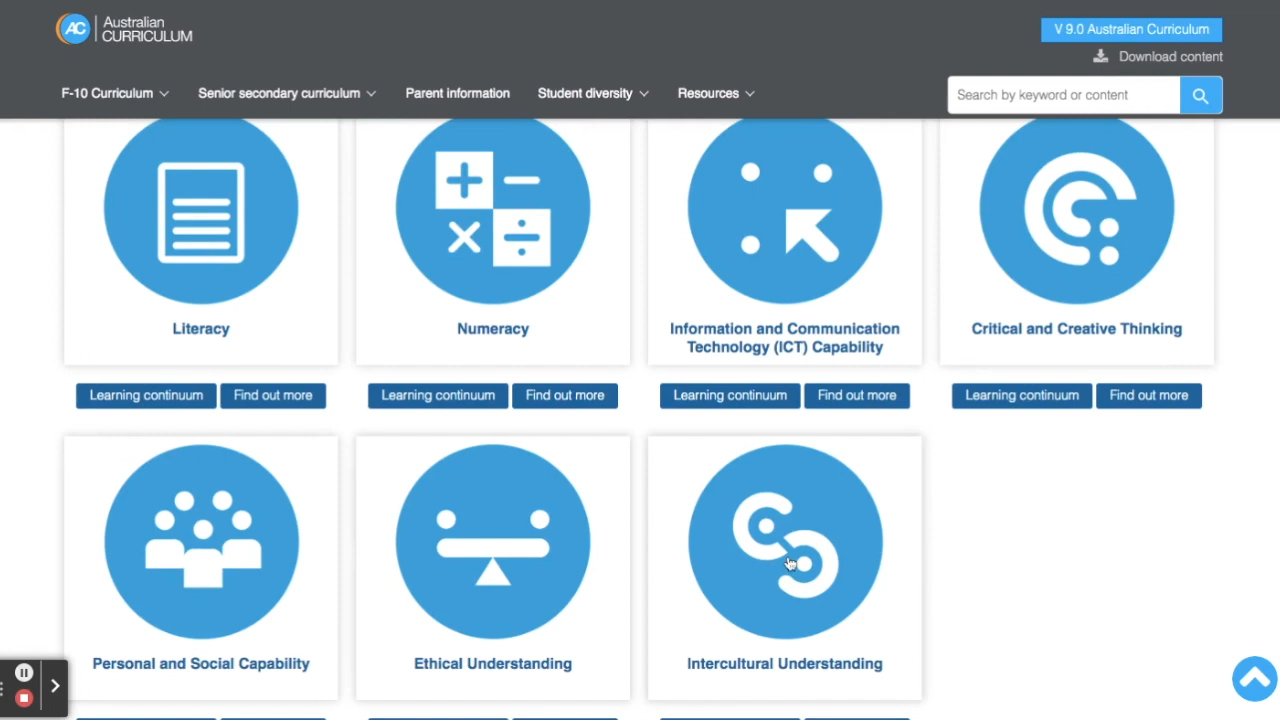 AC
Australian
CURRICULUM
V 9.0 Australian Curriculum
Download content
F-10 Curriculum
Senior secondary curriculum
Parent information
Student diversity
Resources
Search by keyword or content
Literacy
Numeracy
Information and Communication
Technology (ICT) Capability
Critical and Creative Thinking
Learning continuum
Find out more
Learning continuum
Find out more
Learning continuum
Find out more
Learning continuum
Find out more
Personal and Social Capability
Ethical Understanding
Intercultural Understanding